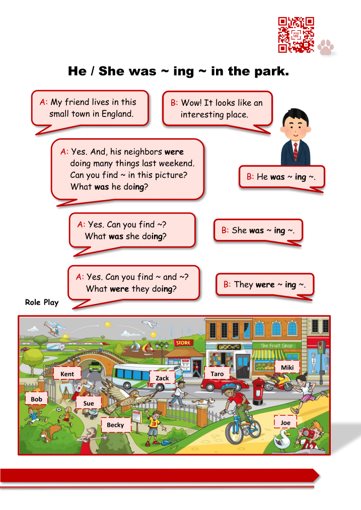 He / She was ~ ing ~ in the park.
A: My friend lives in this
small town in England.
B: Wow! It looks like an
interesting place.
A: Yes. And, his neighbors were
doing many things last weekend.
Can you find ~ in this picture?
What was he doing?
B: He was ~ ing ~.
A: Yes. Can you find ~?
What was she doing?
B: She was ~ ing ~.
A: Yes. Can you find ~ and ~?
What were they doing?
B: They were ~ ing ~.
Role Play
STORE
The Fruit Shop
Kent
Zack
Taro
Miki
Bob
Sue
Becky
Joe